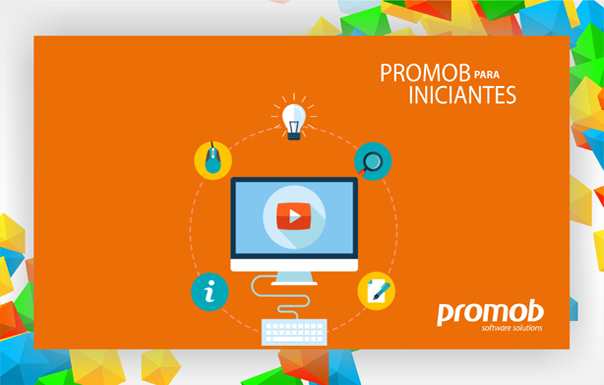 PROMOB PARA
INICIANTES
i
promob
software solutions